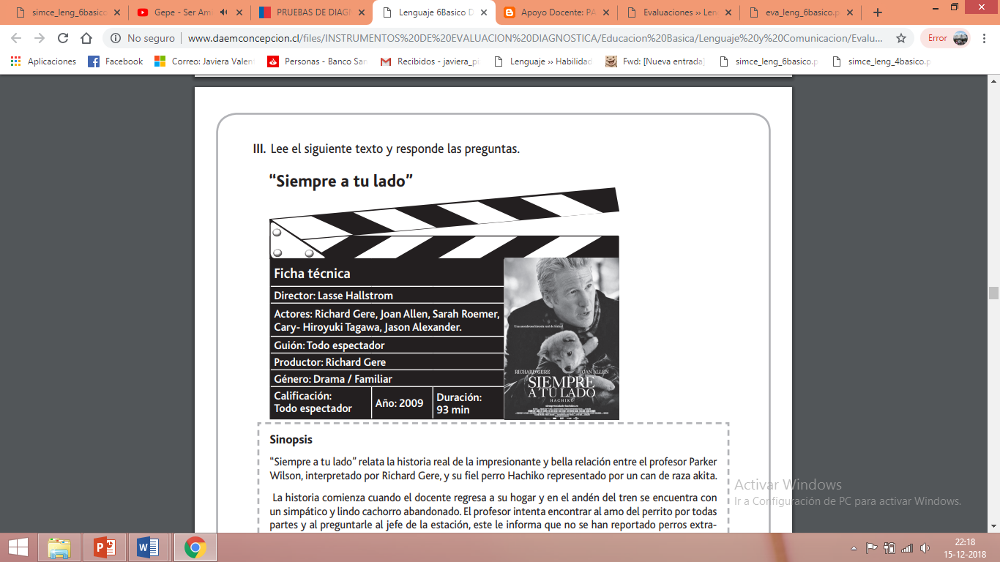 simce_leng_6basico
Gepe - Ser Am
PRUEBAS DE DIAG
Lenguaje 6Basico D
Apoyo Docente: PA
Evaluaciones ›› Len
eva_leng_6basico.p
No seguro
www.daemconcepcion.cl/files/INSTRUMENTOS%20DE%20EVALUACION%20DIAGNOSTICA/Educacion%20Basica/Lenguaje%20y%20Comunicacion/Evalu...
Error
Aplicaciones
Facebook
Correo: Javiera Valen
Personas - Banco San
Recibidos - javiera_pi
Lenguaje ›› Habilidad
Fwd: [Nueva entrada]
simce_leng_6basico.p
simce_leng_4basico.p
III. Lee el siguiente texto y responde las preguntas.
“Siempre a tu lado”
Ficha técnica
Director: Lasse Hallstrom
Actores: Richard Gere, Joan Allen, Sarah Roemer,
Cary- Hiroyuki Tagawa, Jason Alexander.
Guión: Todo espectador
Productor: Richard Gere
Género: Drama / Familiar
Calificación:
Todo espectador
Año: 2009
Duración:
93 min
Una asombrosa historia real de lealtad
RICHARD GERE JOAN ALLEN
SIEMPRE
A TU LADO
HACHIKO
Sinopsis
“Siempre a tu lado” relata la historia real de la impresionante y bella relación entre el profesor Parker
Wilson, interpretado por Richard Gere, y su fiel perro Hachiko representado por un can de raza akita.
La historia comienza cuando el docente regresa a su hogar y en el andén del tren se encuentra con
un simpático y lindo cachorro abandonado. El profesor intenta encontrar al amo del perrito por todas
partes y al preguntarle al jefe de la estación, este le informa que no se han reportado perros extra-
Activar Windows
Ir a Configuración de PC para activar Windows.
22:18
15-12-2018